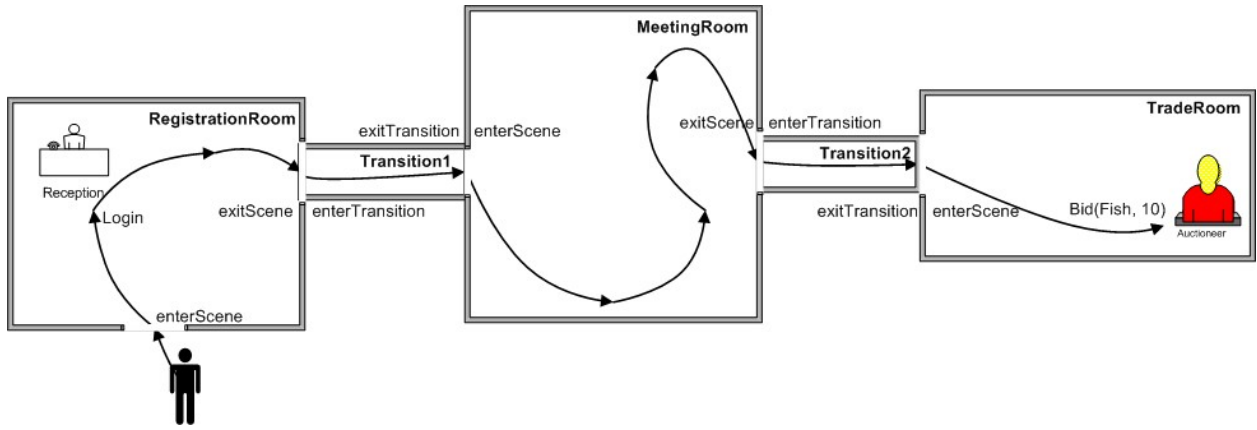 MeetingRoom
RegistrationRoom
exitTransition
enterScene
exitScene
enterTransition
TradeRoom
Transition1
Transition2
Reception
Login
exitScene
enterTransition
exitTransition
enterScene
Bid(Fish, 10)
Auctioneer
enterScene